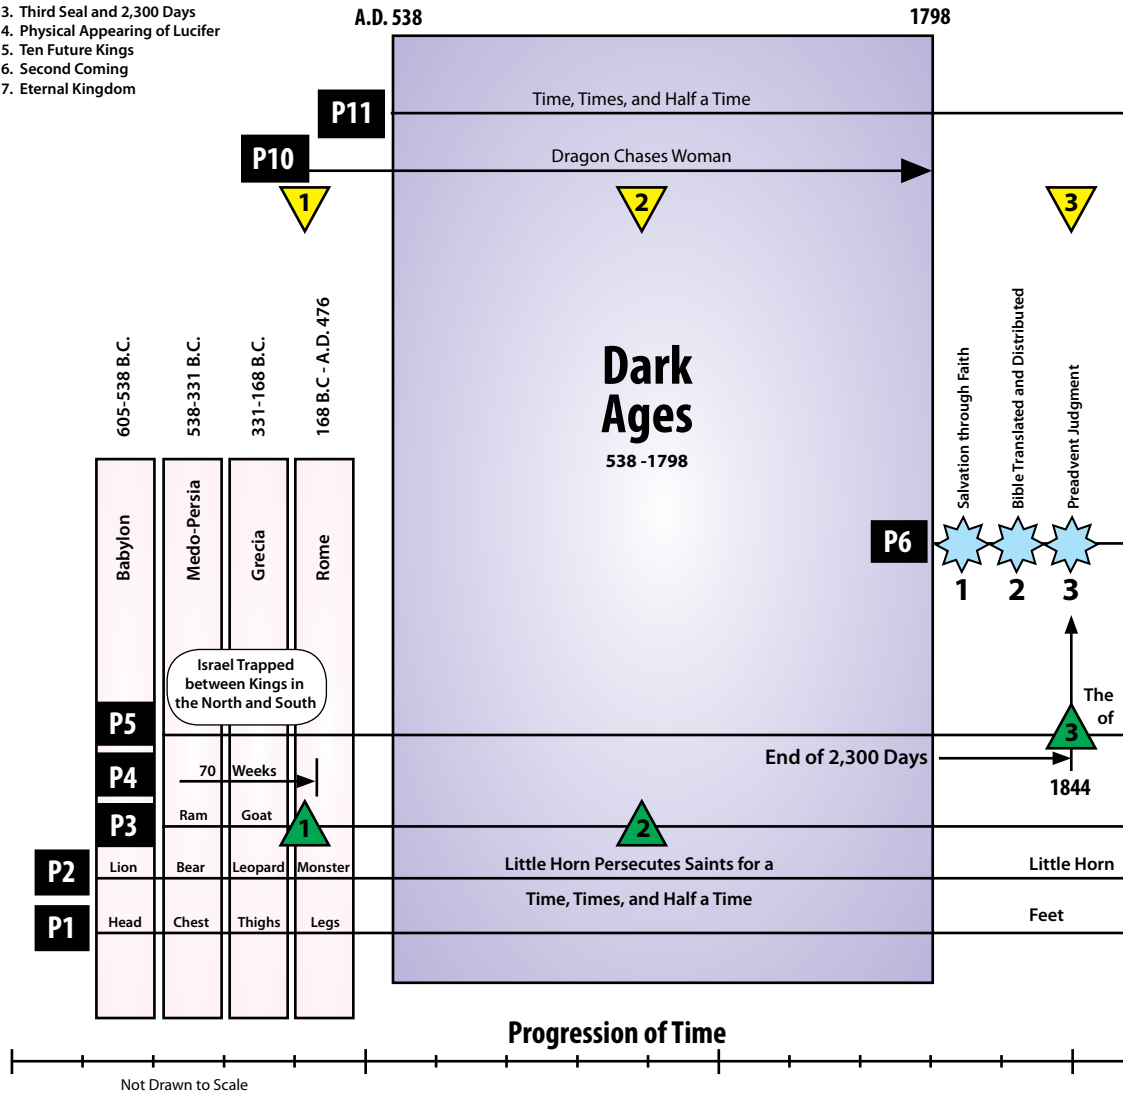 3. Third Seal and 2,300 Days
4. Physical Appearing of Lucifer
5. Ten Future Kings
6. Second Coming
7. Eternal Kingdom
A.D. 538
1798
P11
Time, Times, and Half a Time
P10
Dragon Chases Woman
1
2
3
605-538 B.C.
538-331 B.C.
331-168 B.C.
168 B.C - A.D. 476
Dark
Ages
538 -1798
Salvation through Faith
Bible Translated and Distributed
Preadvent Judgment
Babylon
Medo-Persia
Grecia
Rome
P6
1
2
3
Israel Trapped
between Kings in
the North and South
P5
The
of
3
P4
70 Weeks
End of 2,300 Days
1844
P3
Ram
Goat
1
2
P2
Lion
Bear
Leopard
Monster
Little Horn Persecutes Saints for a
Little Horn
Time, Times, and Half a Time
P1
Head
Chest
Thighs
Legs
Feet
Progression of Time
Not Drawn to Scale